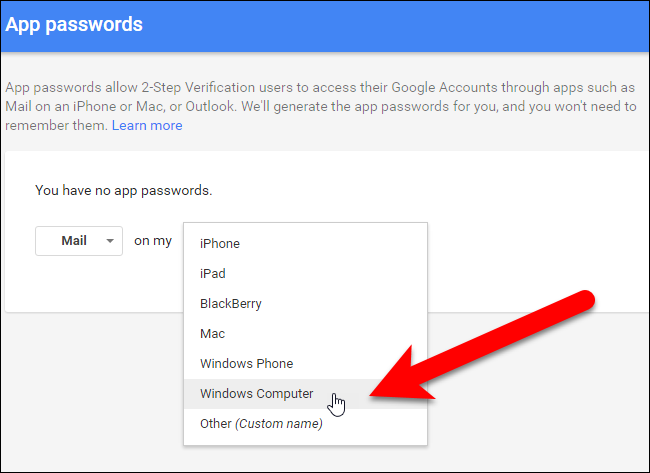 App passwords
App passwords allow 2-Step Verification users to access their Google Accounts through apps such as
Mail on an iPhone or Mac, or Outlook. We'll generate the app passwords for you, and you won't need to
remember them. Learn more
You have no app passwords.
Mail on my
iPhone
iPad
BlackBerry
Mac
Windows Phone
Windows Computer
Other (Custom name)